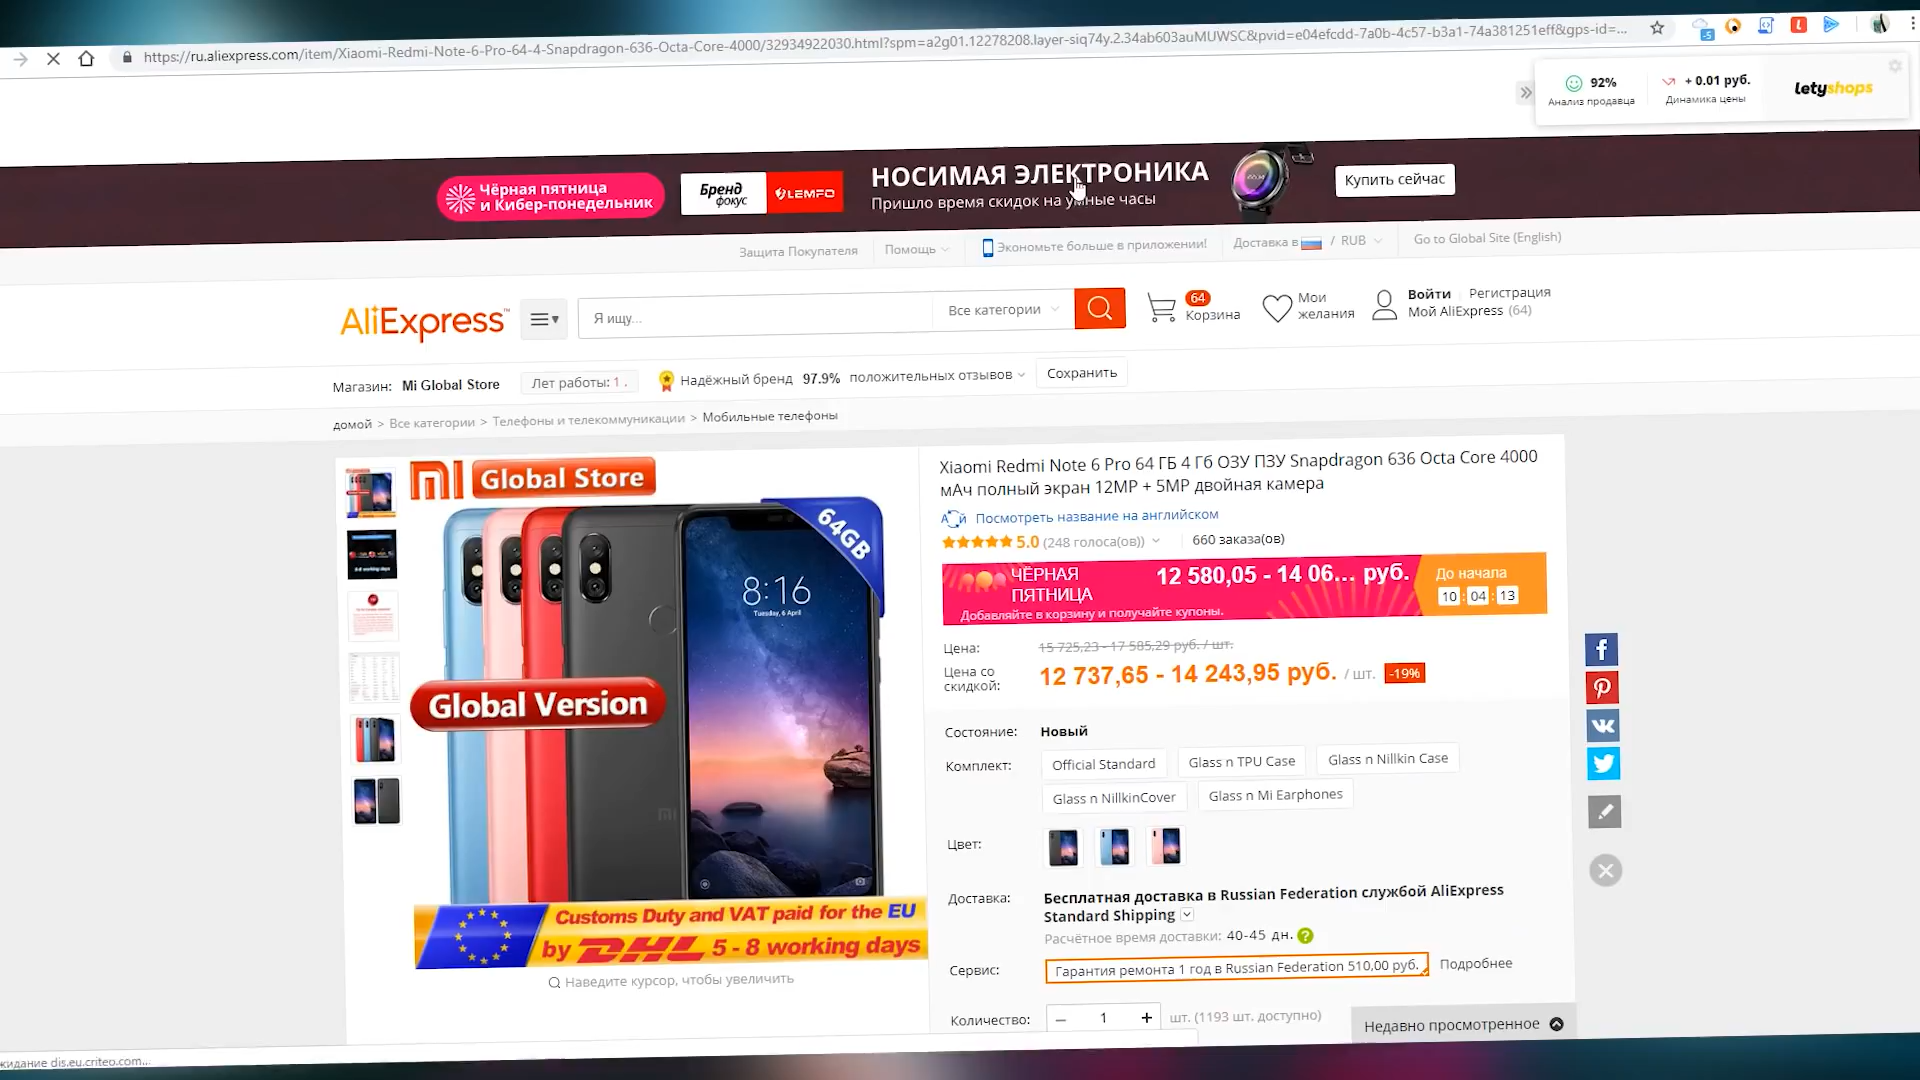 https://ru.aliexpress.com/item/Xiaomi-Redmi-Note-6-Pro-64-4-Snapdragon-636-Octa-Core-4000/32934922030.html?spm=a2g01.12278208.layer-siq74y.2.34ab603auMUWSC&pvid=e04efcdd-7a0b-4c57-b3a1-74a381251eff&gps-id=...
92%
Анализ продавца
+ 0.01 руб.
Динамика цены
letyshops
Чёрная пятница
и Кибер-понедельник
Бренд
фокус
LEMFO
НОСИМАЯ ЭЛЕКТРОНИКА
Пришло время скидок на умные часы
Купить сейчас
Защита Покупателя
Помощь
Экономьте больше в приложении!
Доставка в / RUB
Go to Global Site (English)
AliExpress
Я ищу...
Все категории
64
Корзина
Мои
желания
Войти
Регистрация
Мой AliExpress (64)
Магазин: Mi Global Store
Лет работы: 1 .
Надёжный бренд 97.9% положительных отзывов
Сохранить
домой > Все категории > Телефоны и телекоммуникации > Мобильные телефоны
Global Store
64GB
8:16
Tuesday, 6 April
Global Version
Customs Duty and VAT paid for the EU
by DHL 5 - 8 working days
Наведите курсор, чтобы увеличить
Xiaomi Redmi Note 6 Pro 64 ГБ 4 Гб ОЗУ ПЗУ Snapdragon 636 Octa Core 4000
мАч полный экран 12MP + 5MP двойная камера
Посмотреть название на английском
5.0 (248 голоса(ов))
660 заказа(ов)
ЧЁРНАЯ
ПЯТНИЦА
12 580,05 - 14 06... руб.
Добавляйте в корзину и получайте купоны.
До начала
10 : 04 : 13
Цена:
15 725,23 - 17 585,29 руб. / шт.
Цена со
скидкой:
12 737,65 - 14 243,95 руб. / шт.
-19%
Состояние: Новый
Комплект:
Official Standard
Glass n TPU Case
Glass n Nillkin Case
Glass n NillkinCover
Glass n Mi Earphones
Цвет:
Доставка:
Бесплатная доставка в Russian Federation службой AliExpress
Standard Shipping
Расчётное время доставки: 40-45 дн.
Сервис:
Гарантия ремонта 1 год в Russian Federation 510,00 руб.
Подробнее
Количество:
1
шт. (1193 шт. доступно)
Недавно просмотренное
dis.eu.criteo.com...